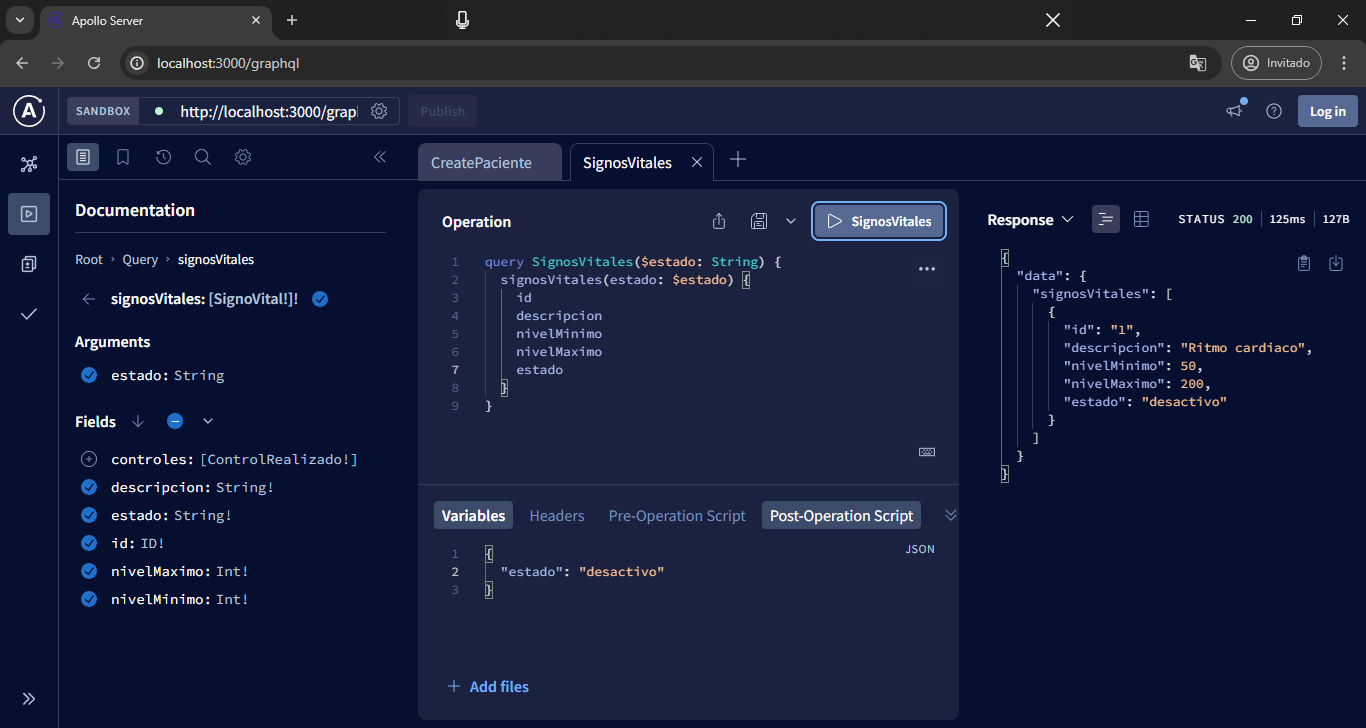 Apollo Server
localhost:3000/graphql
Invitado
SANDBOX
http://localhost:3000/grap
Publish
Log in
Documentation
Root › Query › signosVitales
signosVitales: [SignoVital!]!
Arguments
estado: String
Fields
controles: [ControlRealizado!]
descripcion: String!
estado: String!
id: ID!
nivelMaximo: Int!
nivelMinimo: Int!
CreatePaciente
SignosVitales
Operation
SignosVitales
1 query SignosVitales($estado: String) {
2 signosVitales(estado: $estado) {
3 id
4 descripcion
5 nivelMinimo
6 nivelMaximo
7 estado
8 }
9 }
Variables
Headers
Pre-Operation Script
Post-Operation Script
JSON
1 {
2 "estado": "desactivo"
3 }
Add files
Response
STATUS 200
125ms
127B
{
"data": {
"signosVitales": [
{
"id": "1",
"descripcion": "Ritmo cardiaco",
"nivelMinimo": 50,
"nivelMaximo": 200,
"estado": "desactivo"
}
]
}
}